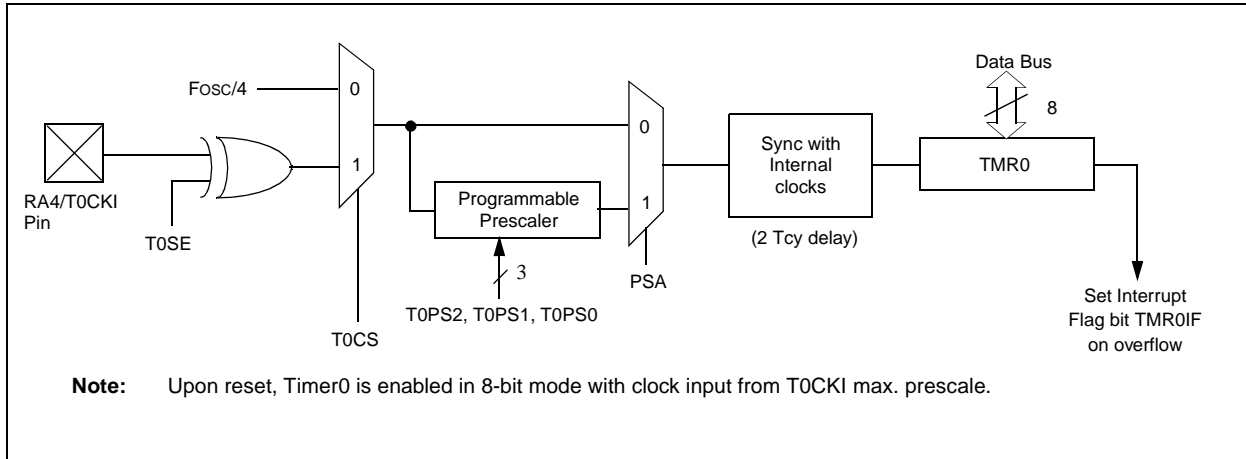 Data Bus
8
FOSC/4
0
1
RA4/T0CKI
Pin
T0SE
T0CS
Programmable
Prescaler
3
T0PS2, T0PS1, T0PS0
0
1
PSA
Sync with
Internal
clocks
(2 Tcy delay)
TMR0
Set Interrupt
Flag bit TMR0IF
on overflow
Note: Upon reset, Timer0 is enabled in 8-bit mode with clock input from T0CKI max. prescale.